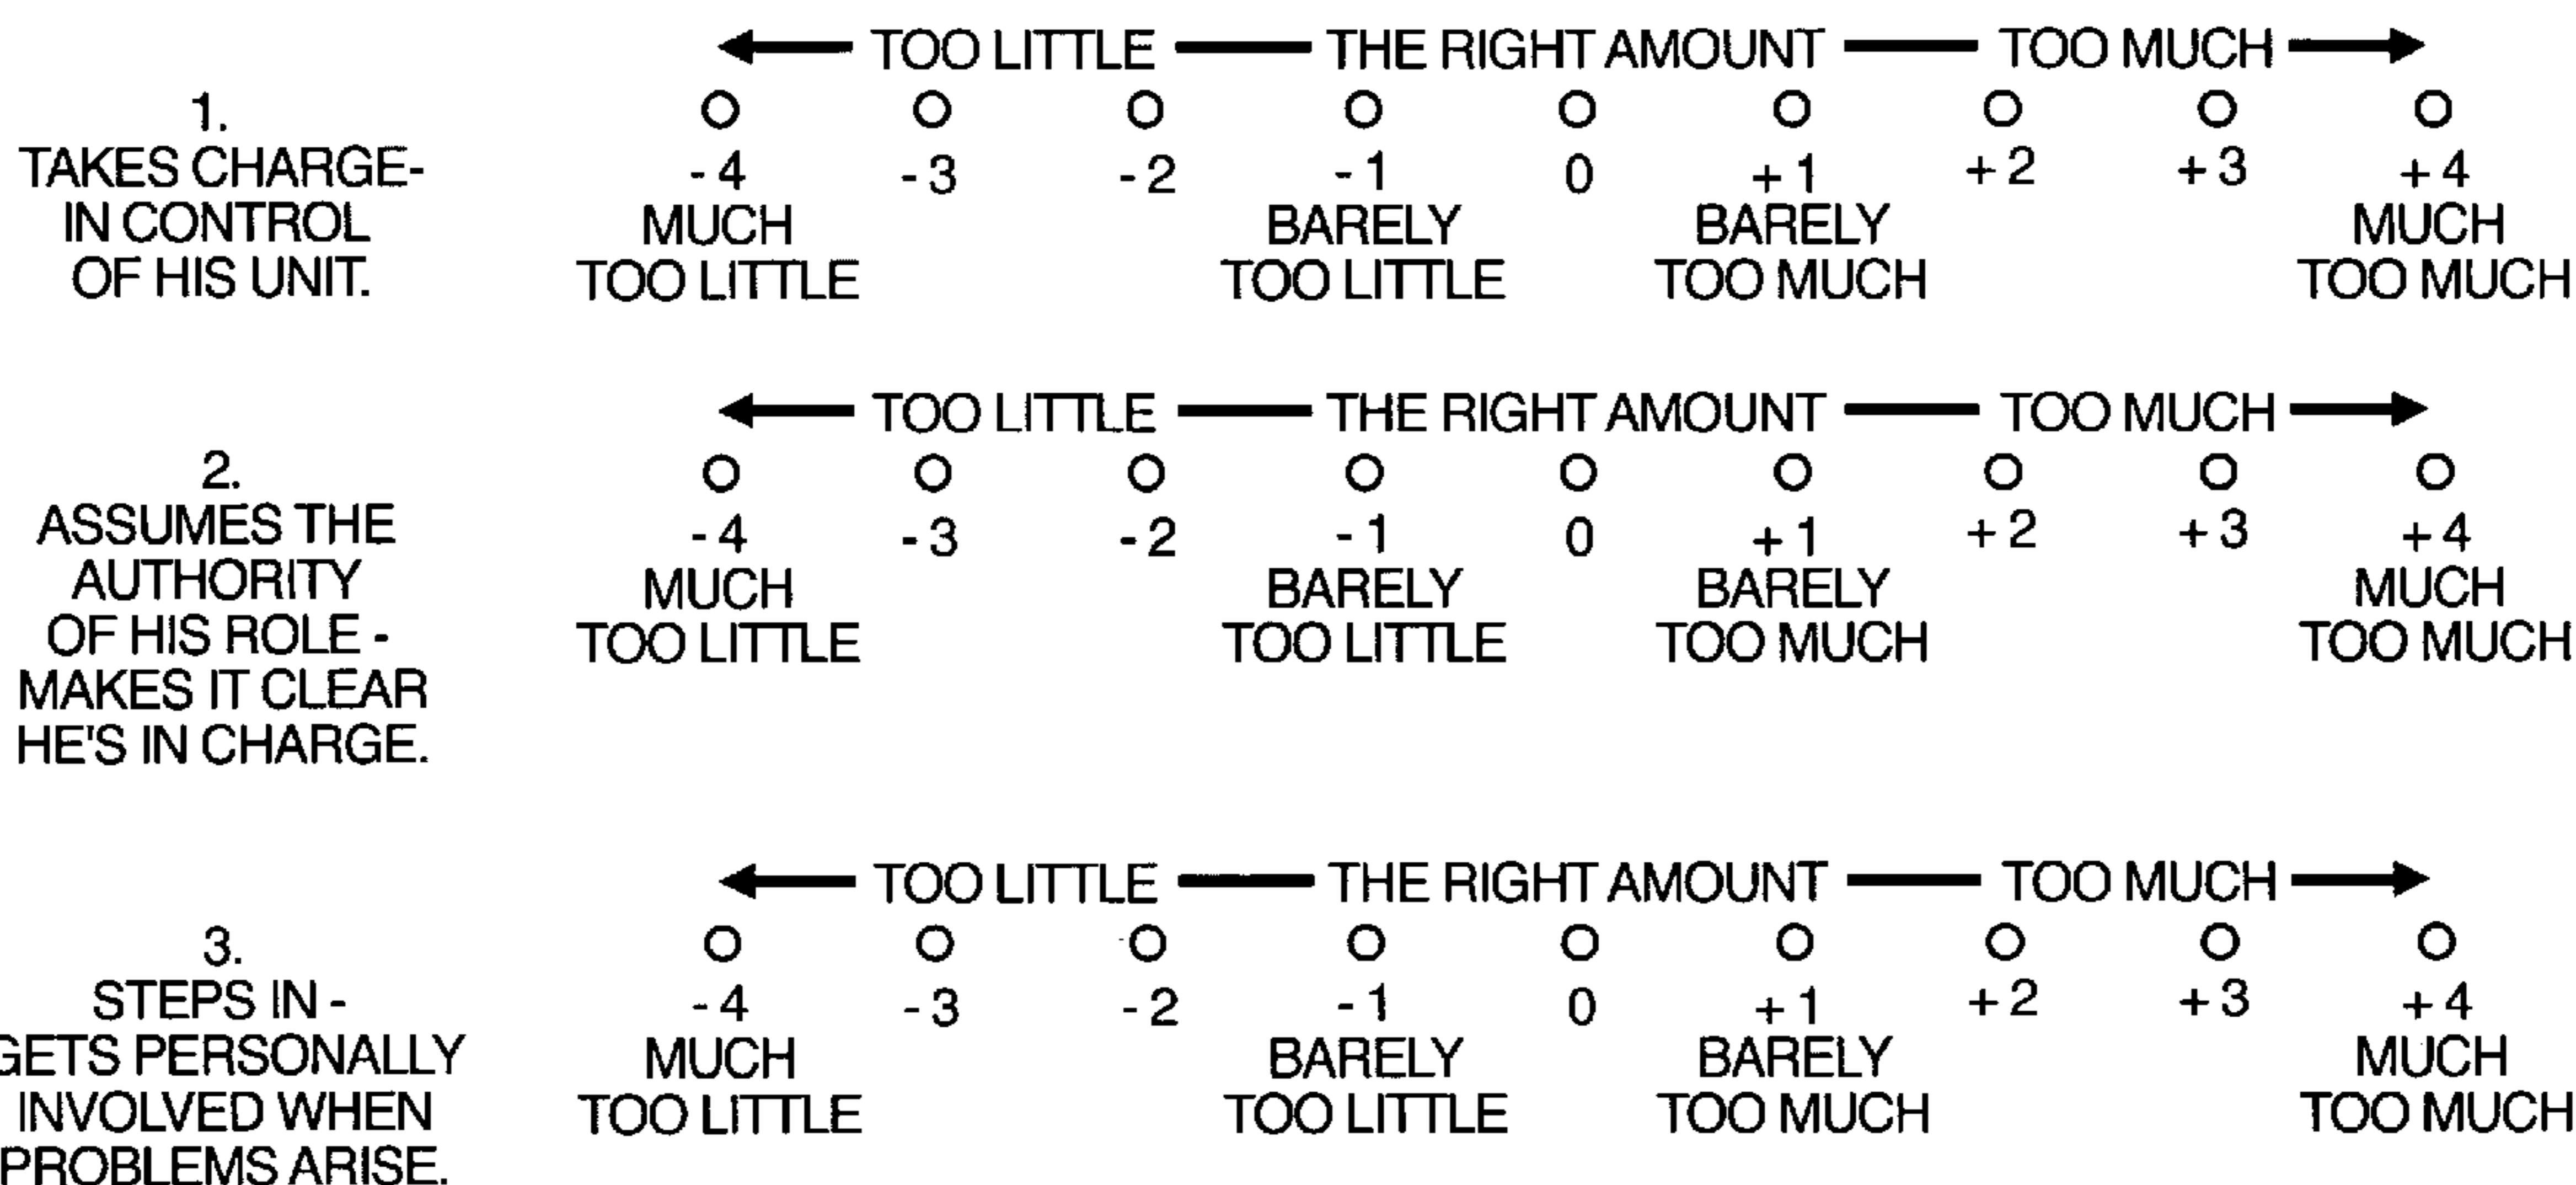 ← TOO LITTLE — THE RIGHT AMOUNT — TOO MUCH →
1.
TAKES CHARGE-
IN CONTROL
OF HIS UNIT.
-4 -3 -2 -1 0 +1 +2 +3 +4
MUCH BARELY BARELY MUCH
TOO LITTLE TOO LITTLE TOO MUCH TOO MUCH
← TOO LITTLE — THE RIGHT AMOUNT — TOO MUCH →
2.
ASSUMES THE
AUTHORITY
OF HIS ROLE -
MAKES IT CLEAR
HE'S IN CHARGE.
-4 -3 -2 -1 0 +1 +2 +3 +4
MUCH BARELY BARELY MUCH
TOO LITTLE TOO LITTLE TOO MUCH TOO MUCH
← TOO LITTLE — THE RIGHT AMOUNT — TOO MUCH →
3.
STEPS IN -
GETS PERSONALLY
INVOLVED WHEN
PROBLEMS ARISE.
-4 -3 -2 -1 0 +1 +2 +3 +4
MUCH BARELY BARELY MUCH
TOO LITTLE TOO LITTLE TOO MUCH TOO MUCH